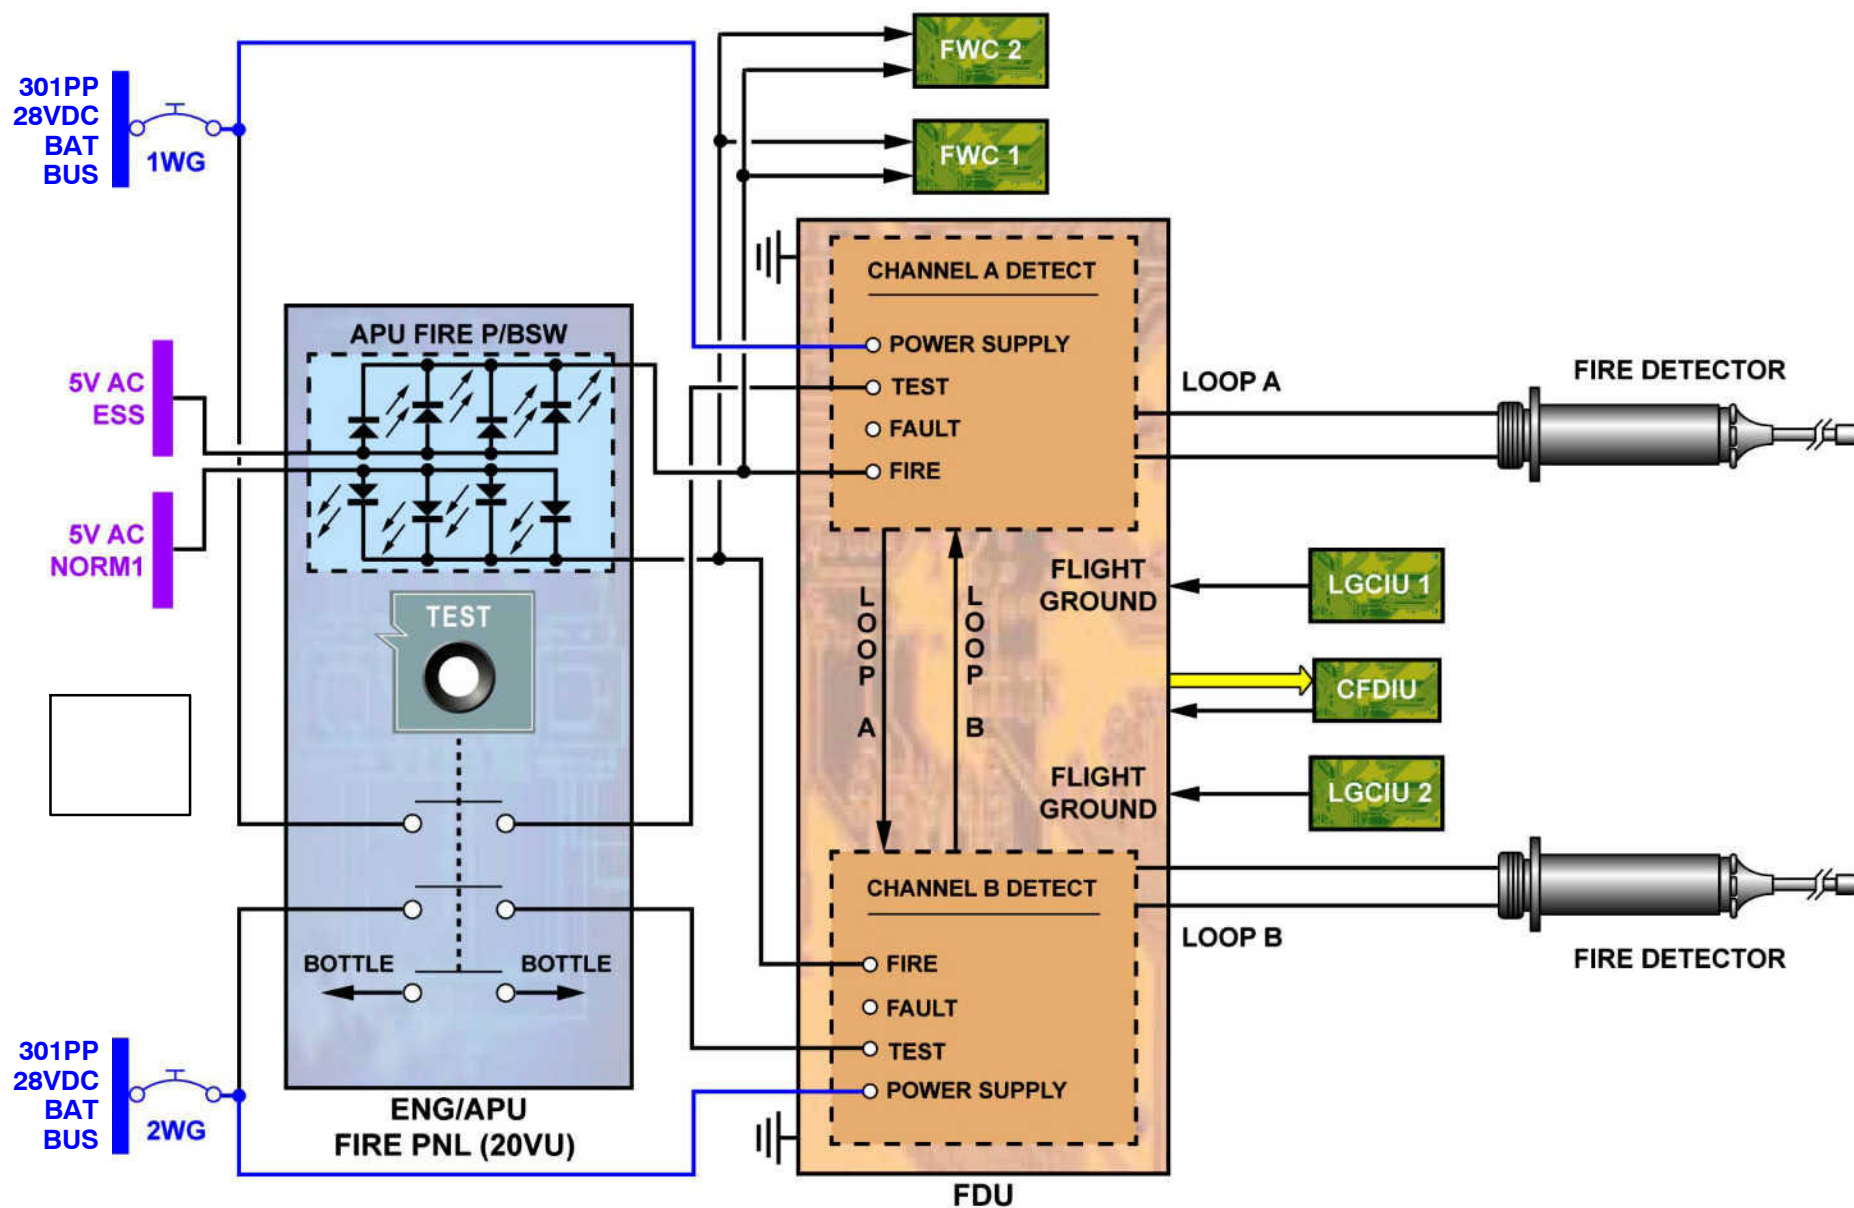 FWC 2
FWC 1
301PP
28VDC
BAT
BUS
1WG
5V AC
ESS
5V AC
NORM1
APU FIRE P/BSW
TEST
BOTTLE
BOTTLE
301PP
28VDC
BAT
BUS
2WG
ENG/APU
FIRE PNL (20VU)
CHANNEL A DETECT
POWER SUPPLY
TEST
FAULT
FIRE
LOOP A
LOOP B
FLIGHT
GROUND
FLIGHT
GROUND
CHANNEL B DETECT
FIRE
FAULT
TEST
POWER SUPPLY
FDU
LOOP A
FIRE DETECTOR
LGCIU 1
CFDIU
LGCIU 2
LOOP B
FIRE DETECTOR